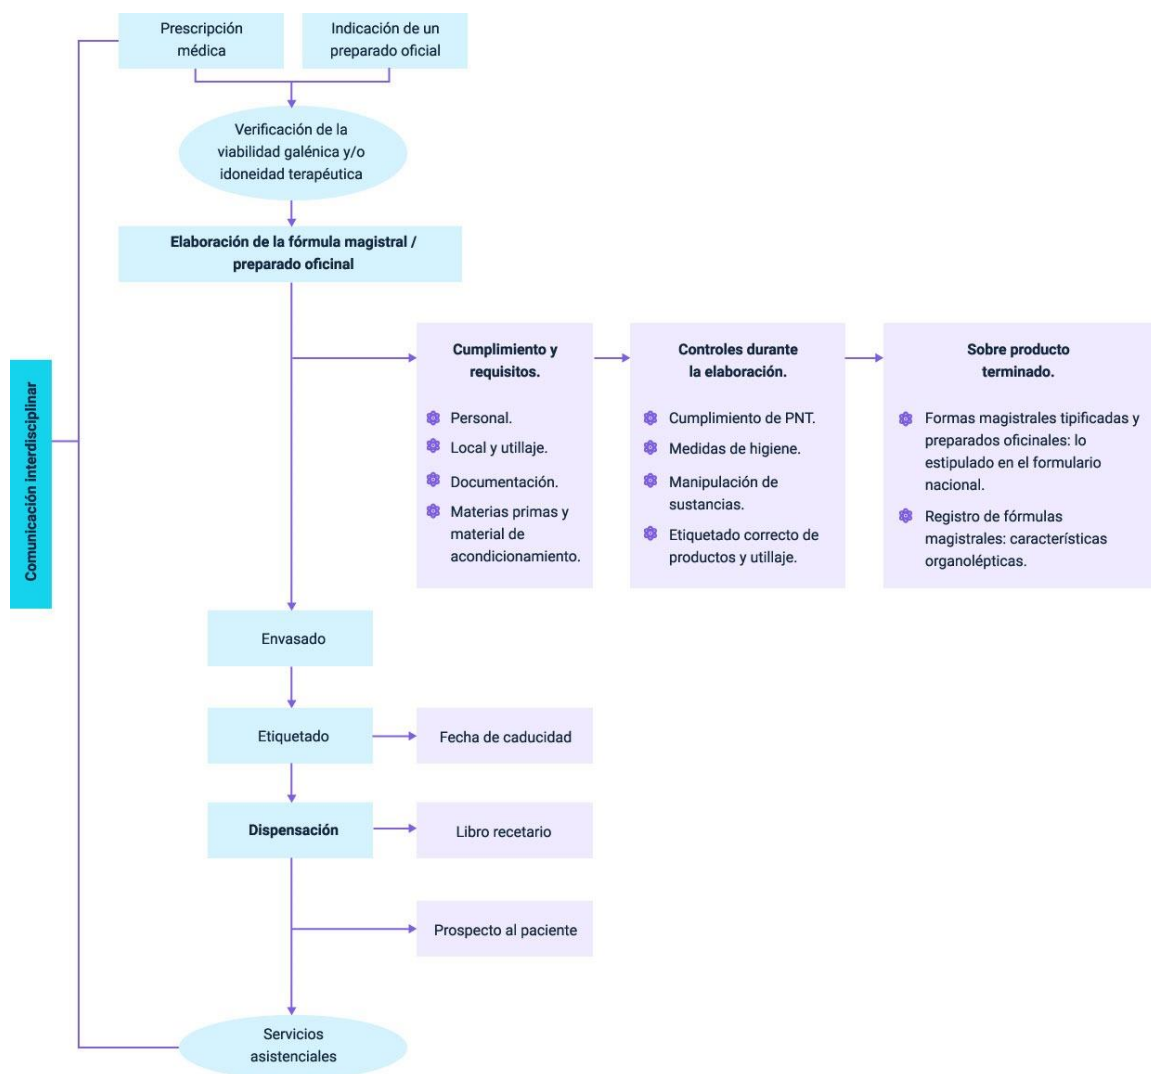 Prescripción
médica
Indicación de un
preparado oficial
Verificación de la
viabilidad galénica y/o
idoneidad terapéutica
Elaboración de la fórmula magistral /
preparado oficinal
Comunicación interdisciplinar
Cumplimiento y
requisitos.
Personal.
Local y utillaje.
Documentación.
Materias primas y
material de
acondicionamiento.
Controles durante
la elaboración.
Cumplimiento de PNT.
Medidas de higiene.
Manipulación de
sustancias.
Etiquetado correcto de
productos y utillaje.
Sobre producto
terminado.
Formas magistrales tipificadas y
preparados oficinales: lo
estipulado en el formulario
nacional.
Registro de fórmulas
magistrales: características
organolépticas.
Envasado
Etiquetado
Fecha de caducidad
Dispensación
Libro recetario
Prospecto al paciente
Servicios
asistenciales